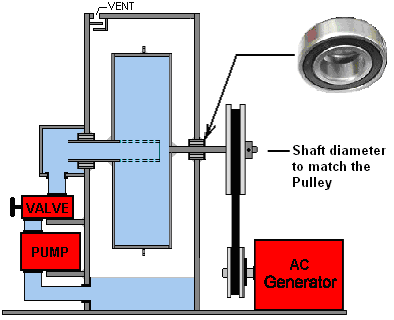 VENT
Shaft diameter
to match the
Pulley
VALVE
PUMP
AC
Generator